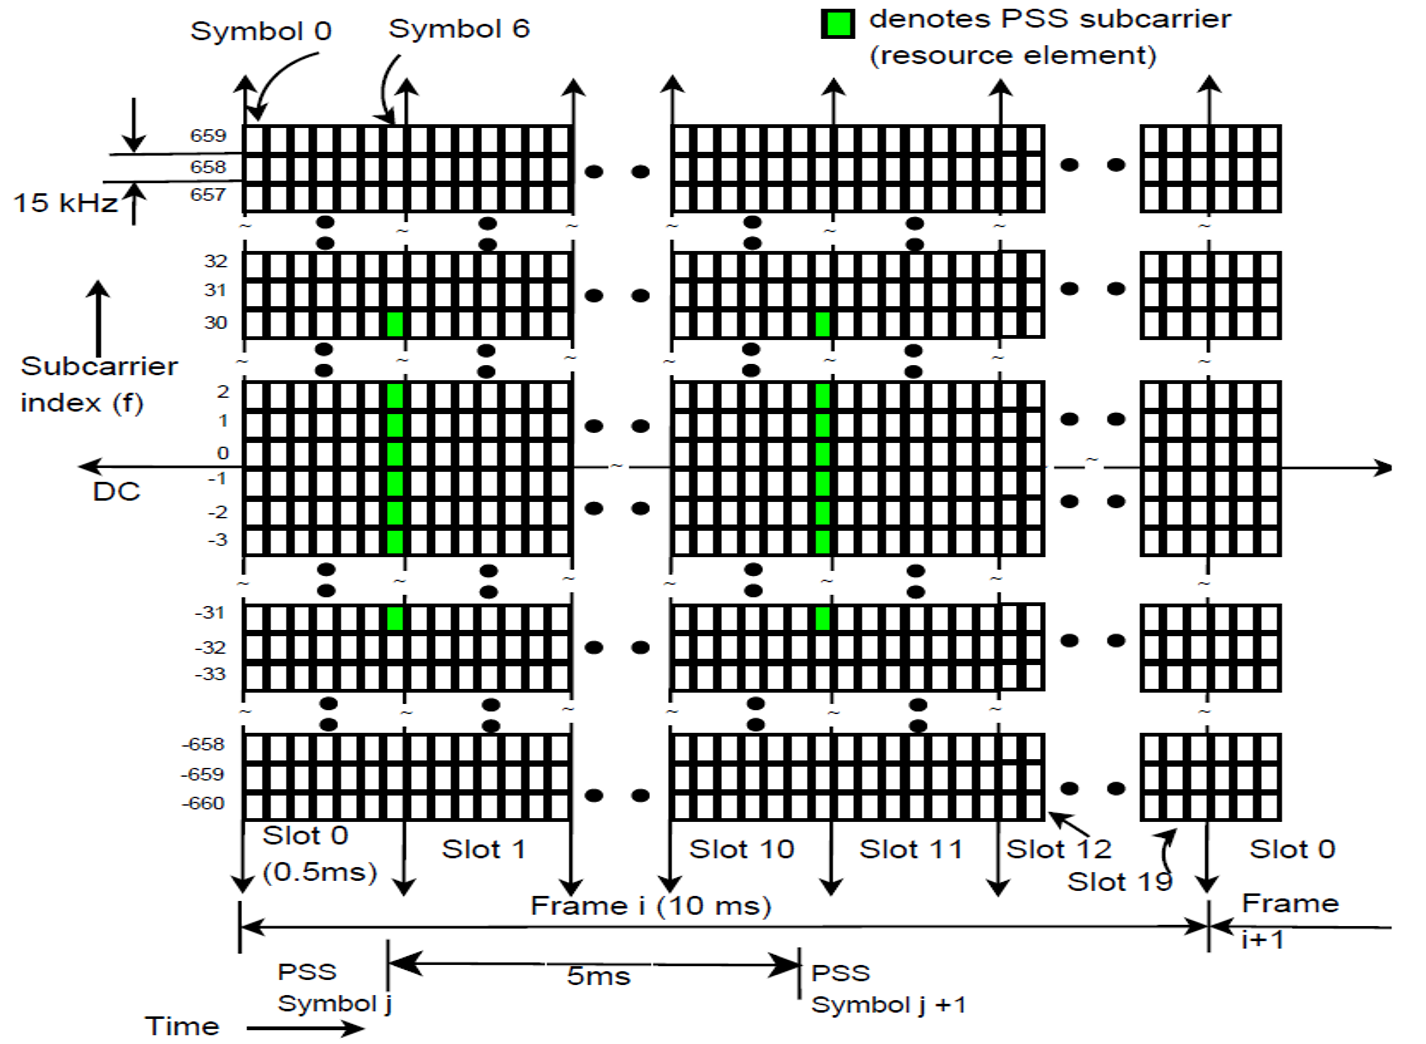 denotes PSS subcarrier
(resource element)
Symbol 0
Symbol 6
659
658
657
15 kHz
32
31
30
Subcarrier
index (f)
2
1
0
-1
-2
-3
DC
-31
-32
-33
-658
-659
-660
Slot 0
(0.5ms)
Slot 1
Slot 10
Slot 11
Slot 12
Slot 19
Slot 0
Frame i (10 ms)
Frame
i+1
5ms
PSS
Symbol j
PSS
Symbol j +1
Time